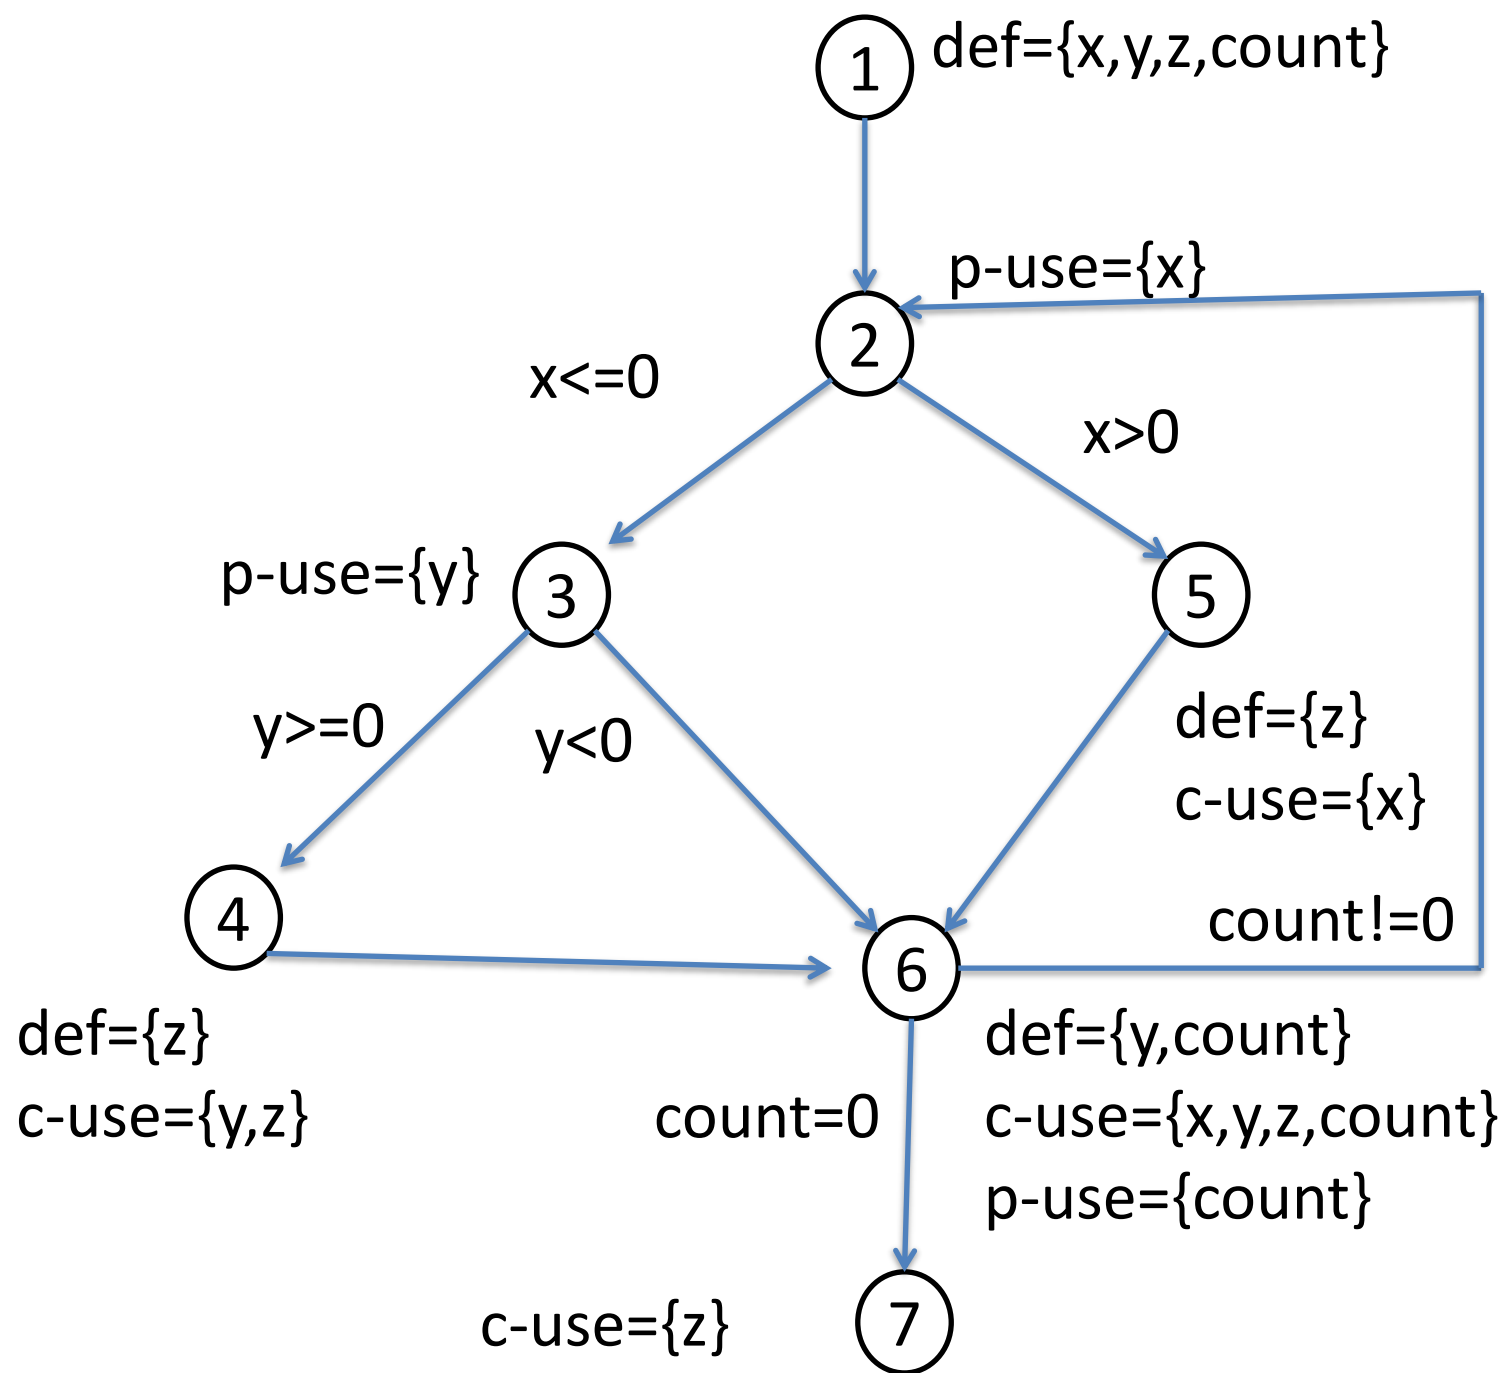 1
def={x,y,z,count}
p-use={x}
2
x<=0
x>0
p-use={y}
3
5
y>=0
y<0
def={z}
c-use={x}
4
6
count!=0
def={z}
c-use={y,z}
count=0
def={y,count}
c-use={x,y,z,count}
p-use={count}
c-use={z}
7